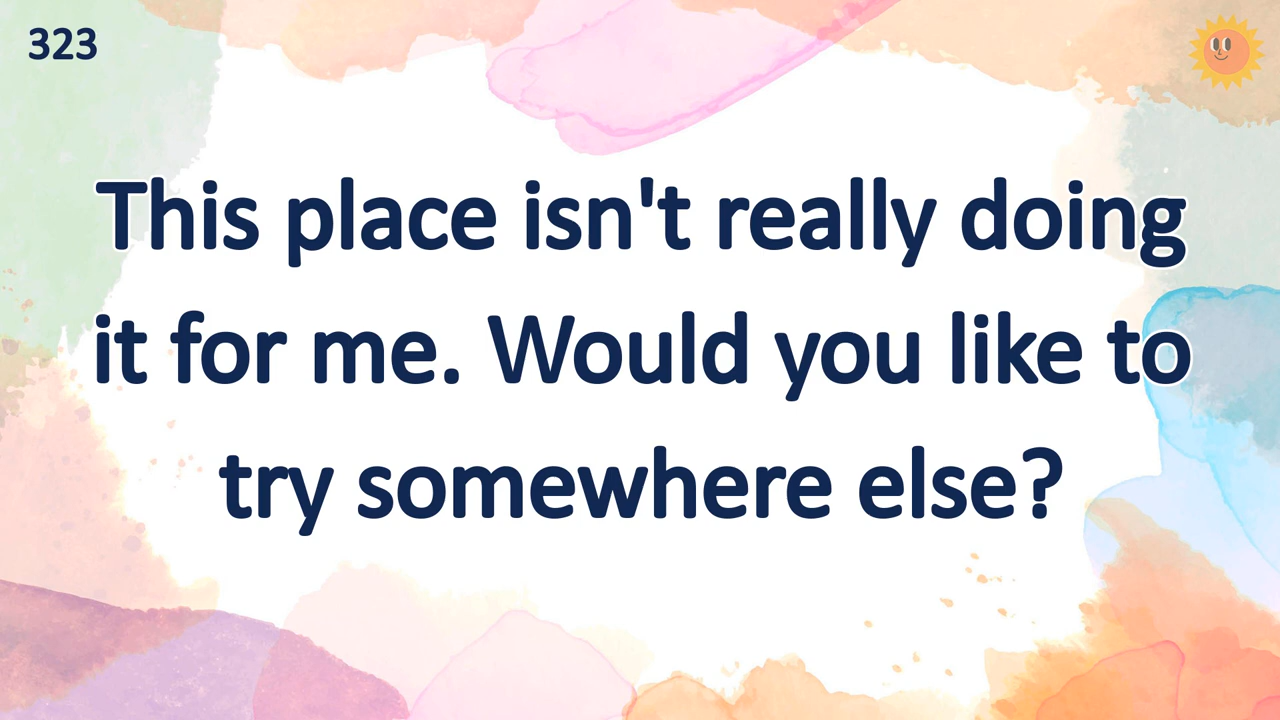 323
This place isn't really doing
it for me. Would you like to
try somewhere else?